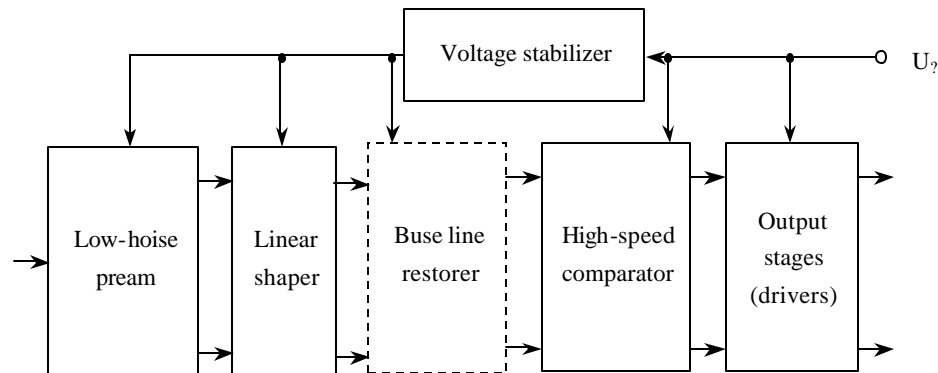 Voltage stabilizer
U?
Low-hoise
pream
Linear
shaper
Buse line
restorer
High-speed
comparator
Output
stages
(drivers)